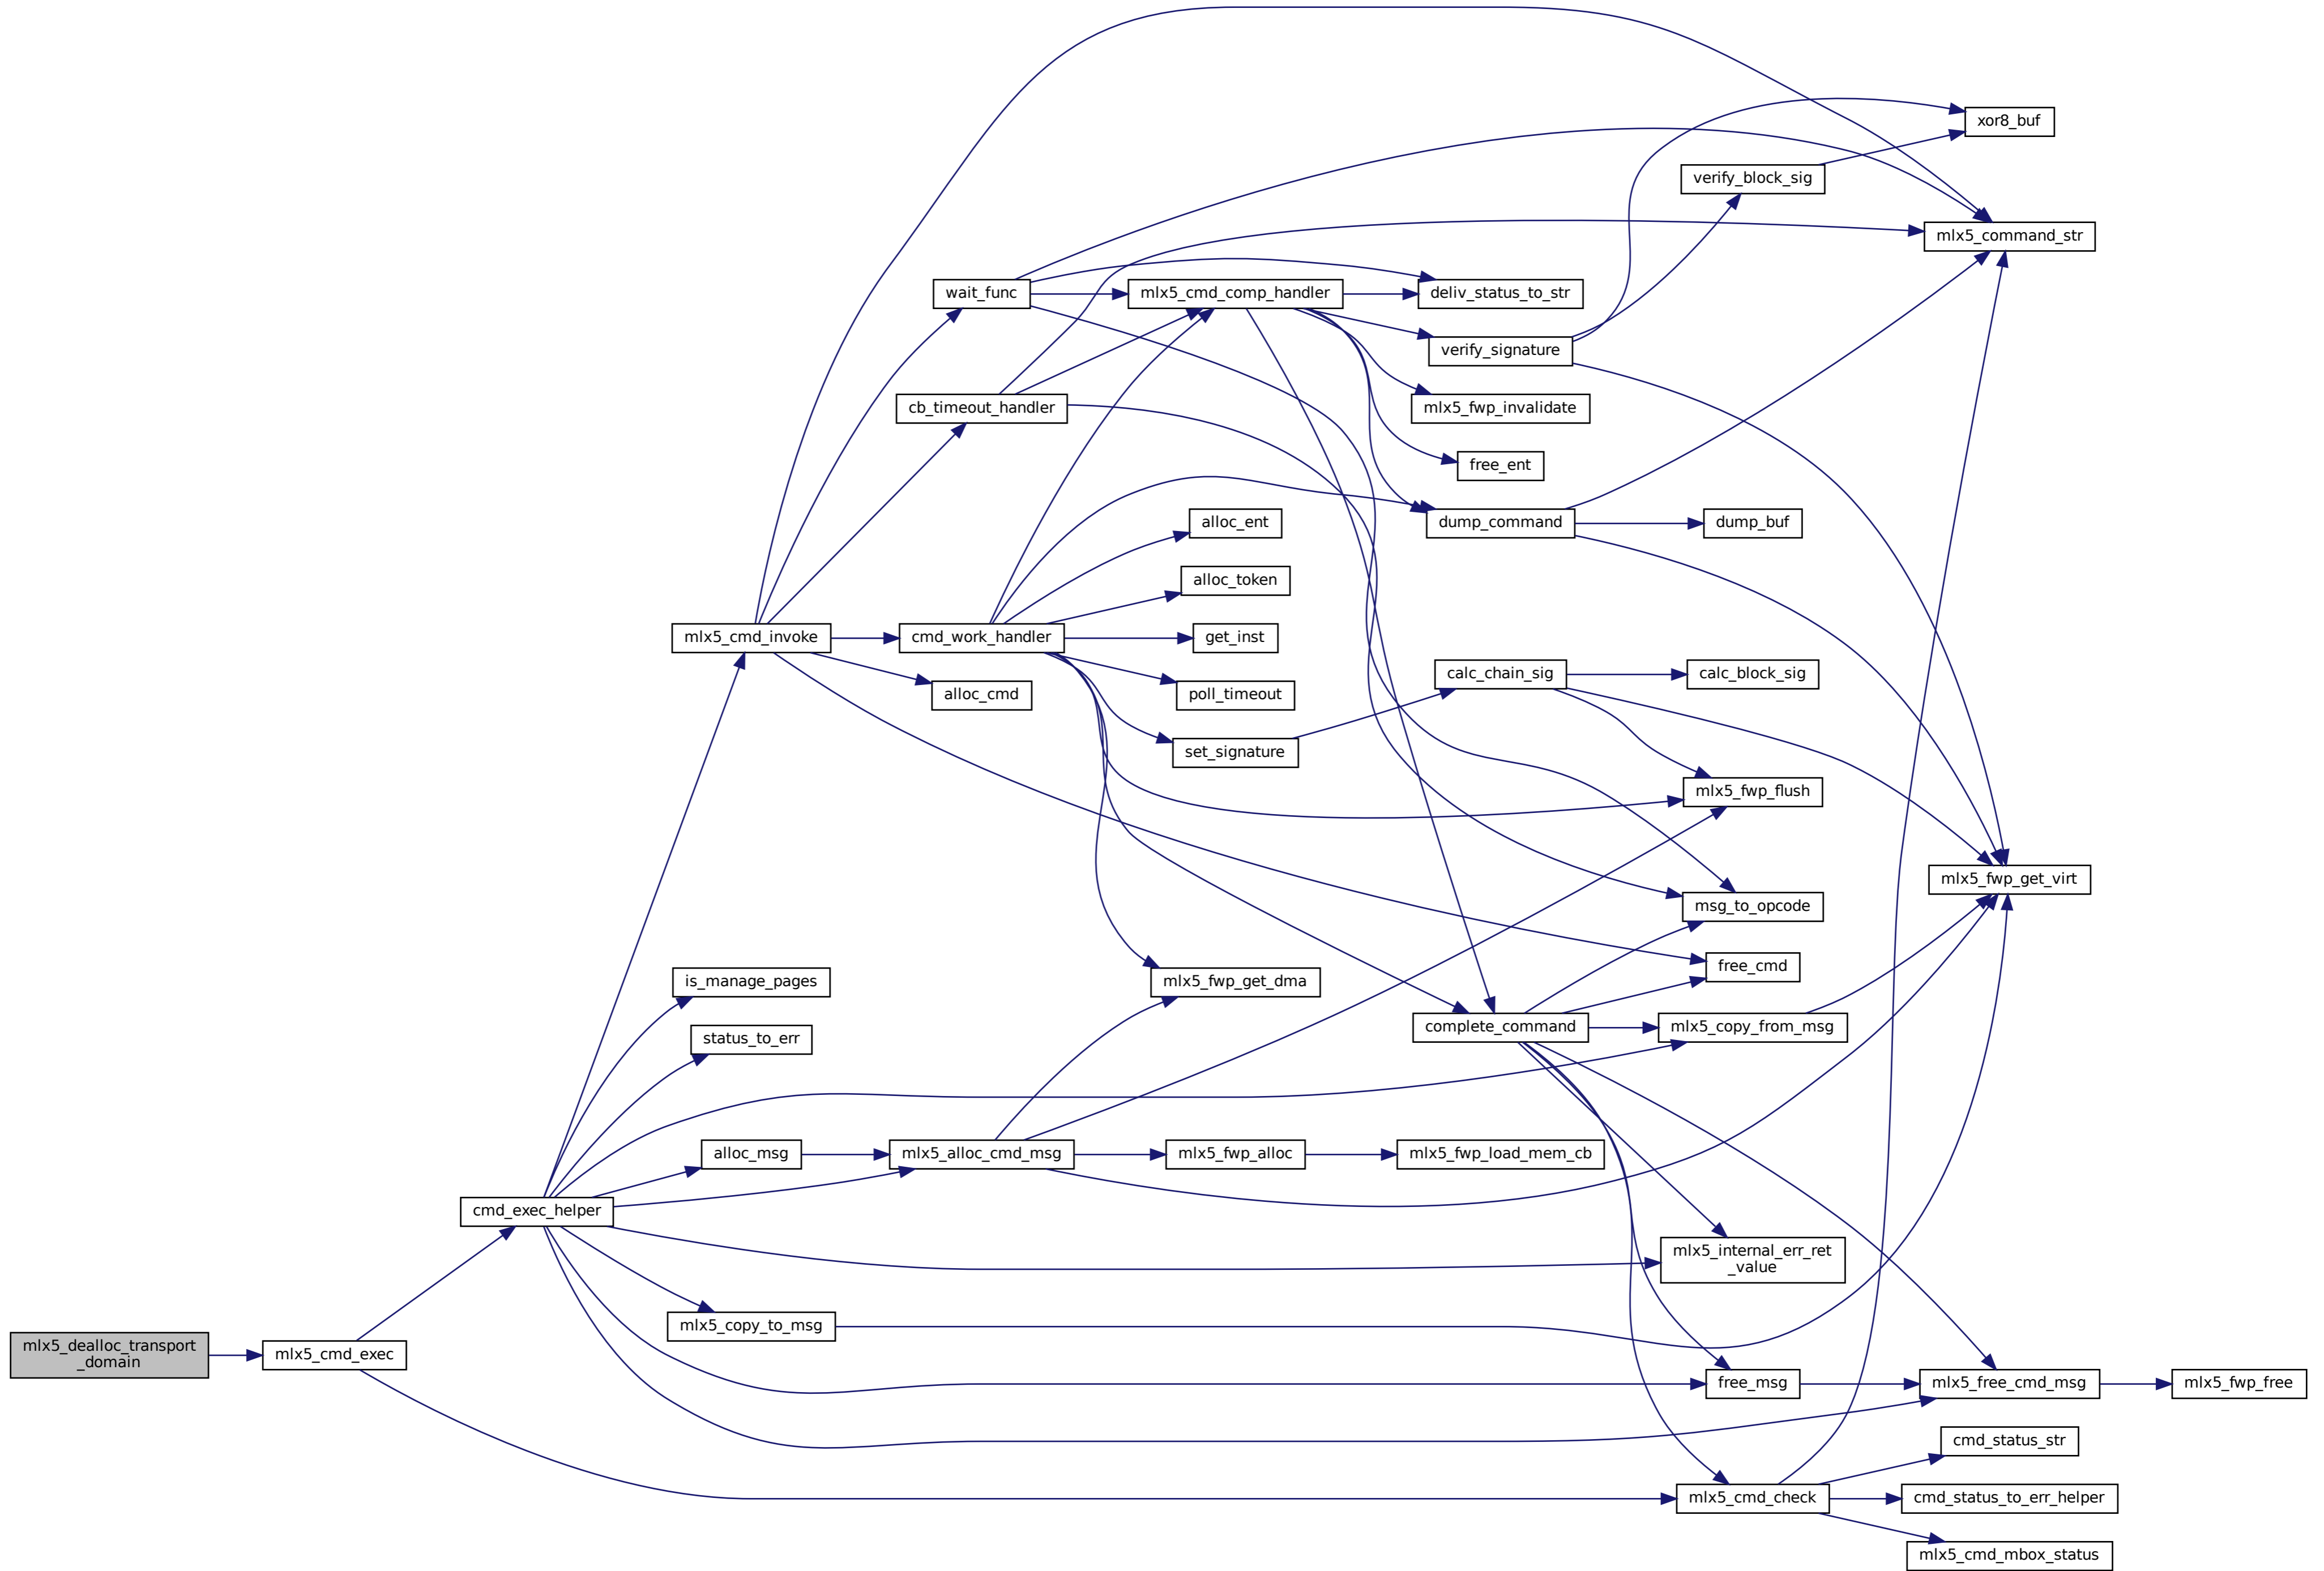 xor8_buf
verify_block_sig
mlx5_command_str
wait_func
mlx5_cmd_comp_handler
deliv_status_to_str
verify_signature
cb_timeout_handler
mlx5_fwp_invalidate
free_ent
alloc_ent
dump_command
dump_buf
alloc_token
mlx5_cmd_invoke
cmd_work_handler
get_inst
calc_chain_sig
calc_block_sig
alloc_cmd
poll_timeout
set_signature
mlx5_fwp_flush
mlx5_fwp_get_virt
msg_to_opcode
is_manage_pages
mlx5_fwp_get_dma
free_cmd
status_to_err
complete_command
mlx5_copy_from_msg
alloc_msg
mlx5_alloc_cmd_msg
mlx5_fwp_alloc
mlx5_fwp_load_mem_cb
cmd_exec_helper
mlx5_internal_err_ret
_value
mlx5_copy_to_msg
mlx5_dealloc_transport
_domain
mlx5_cmd_exec
free_msg
mlx5_free_cmd_msg
mlx5_fwp_free
cmd_status_str
mlx5_cmd_check
cmd_status_to_err_helper
mlx5_cmd_mbox_status